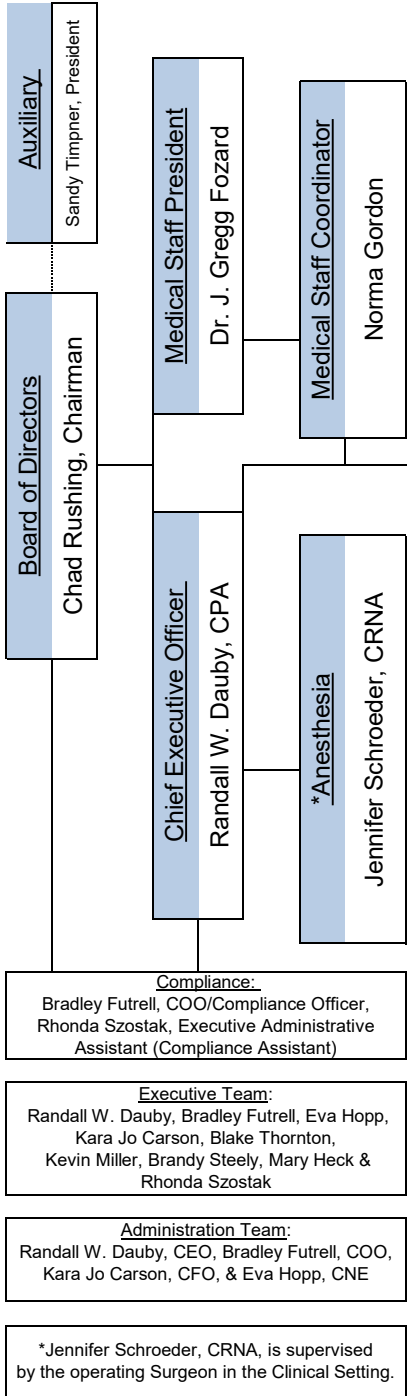 Auxiliary
Sandy Timpner, President
Board of Directors
Chad Rushing, Chairman
Medical Staff President
Dr. J. Gregg Fozard
Chief Executive Officer
Randall W. Dauby, CPA
Medical Staff Coordinator
Norma Gordon
*Anesthesia
Jennifer Schroeder, CRNA
Compliance:
Bradley Futrell, COO/Compliance Officer,
Rhonda Szostak, Executive Administrative
Assistant (Compliance Assistant)
Executive Team:
Randall W. Dauby, Bradley Futrell, Eva Hopp,
Kara Jo Carson, Blake Thornton,
Kevin Miller, Brandy Steely, Mary Heck &
Rhonda Szostak
Administration Team:
Randall W. Dauby, CEO, Bradley Futrell, COO,
Kara Jo Carson, CFO, & Eva Hopp, CNE
*Jennifer Schroeder, CRNA, is supervised
by the operating Surgeon in the Clinical Setting.